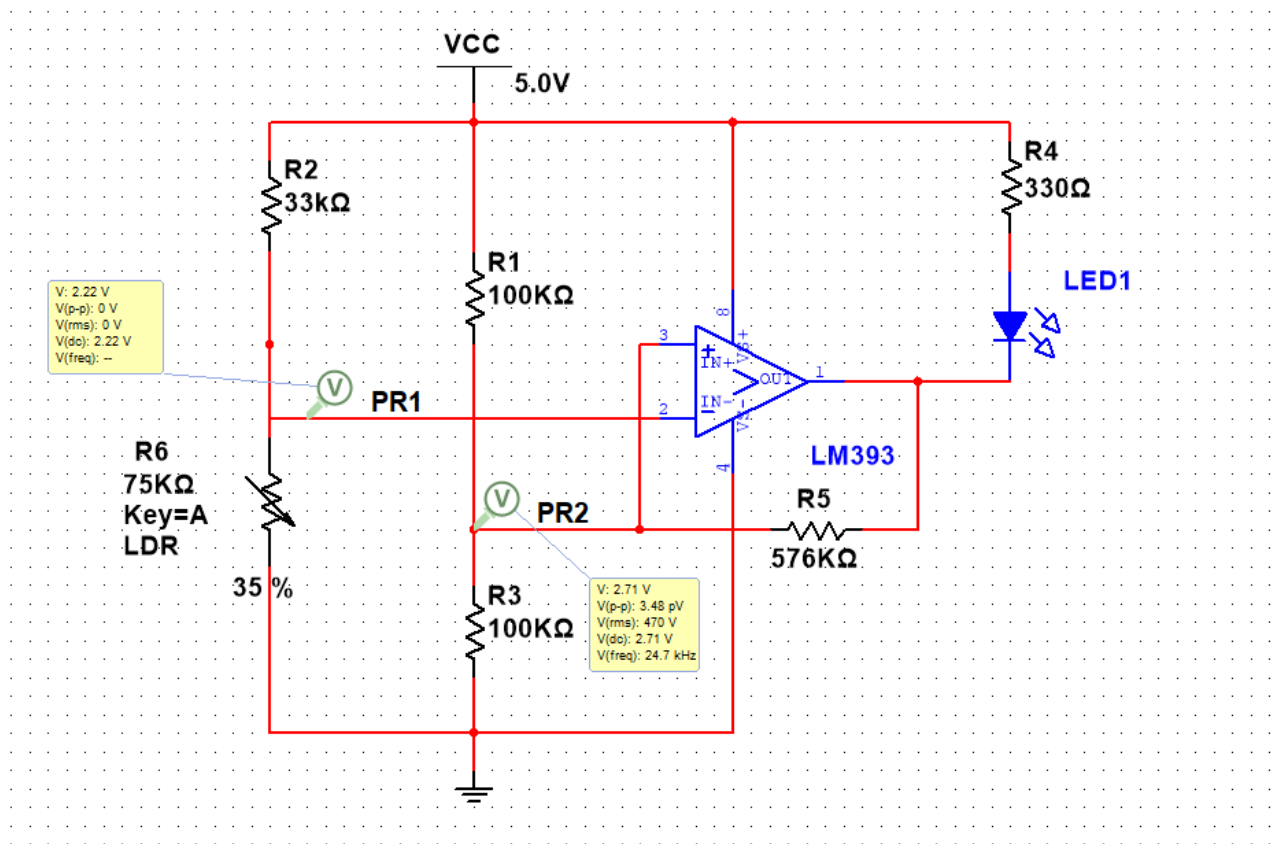 VCC
5.0V
R2
33kΩ
R4
330Ω
R1
100KΩ
LED1
V: 2.22 V
V(p-p): 0 V
V(rms): 0 V
V(dc): 2.22 V
V(freq): --
V
PR1
3
2
8
4
1
+
IN+
IN-
VS+
VS-
OUT
LM393
R6
75KΩ
Key=A
LDR
35 %
V
PR2
R5
576KΩ
R3
100KΩ
V: 2.71 V
V(p-p): 3.48 pV
V(rms): 470 V
V(dc): 2.71 V
V(freq): 24.7 kHz